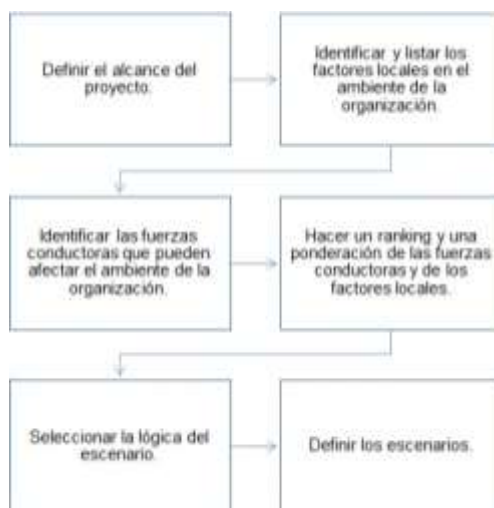 Definir el alcance del
proyecto.
Identificar y listar los
factores locales en el
ambiente de la
organización.
Identificar las fuerzas
conductoras que pueden
afectar el ambiente de la
organización.
Hacer un ranking y una
ponderación de las fuerzas
conductoras y de los
factores locales.
Seleccionar la lógica del
escenario.
Definir los escenarios.